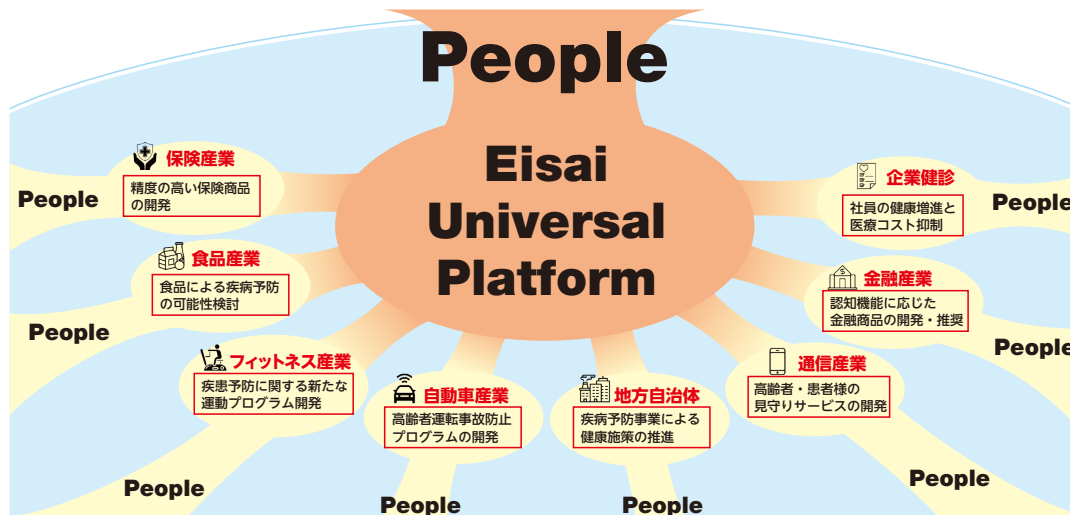 People
Eisai
Universal
Platform
保険産業
精度の高い保険商品
の開発
People
食品産業
食品による疾病予防
の可能性検討
People
フィットネス産業
疾患予防に関する新たな
運動プログラム開発
People
自動車産業
高齢者運転事故防止
プログラムの開発
People
地方自治体
疾病予防事業による
健康施策の推進
People
通信産業
高齢者・患者様の
見守りサービスの開発
People
金融産業
認知機能に応じた
金融商品の開発・推奨
People
企業健診
社員の健康増進と
医療コスト抑制
People